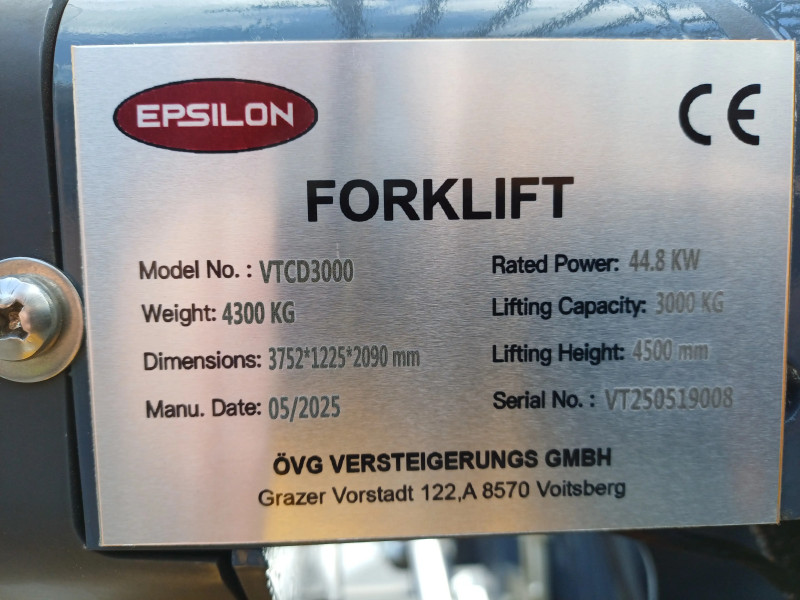 EPSILON
CE
FORKLIFT
Model No. : VTCD3000
Rated Power: 44.8 KW
Weight: 4300 KG
Lifting Capacity: 3000 KG
Dimensions: 3752*1225*2090 mm
Lifting Height: 4500 mm
Manu. Date: 05/2025
Serial No. : VT250519008
ÖVG VERSTEIGERUNGS GMBH
Grazer Vorstadt 122,A 8570 Voitsberg